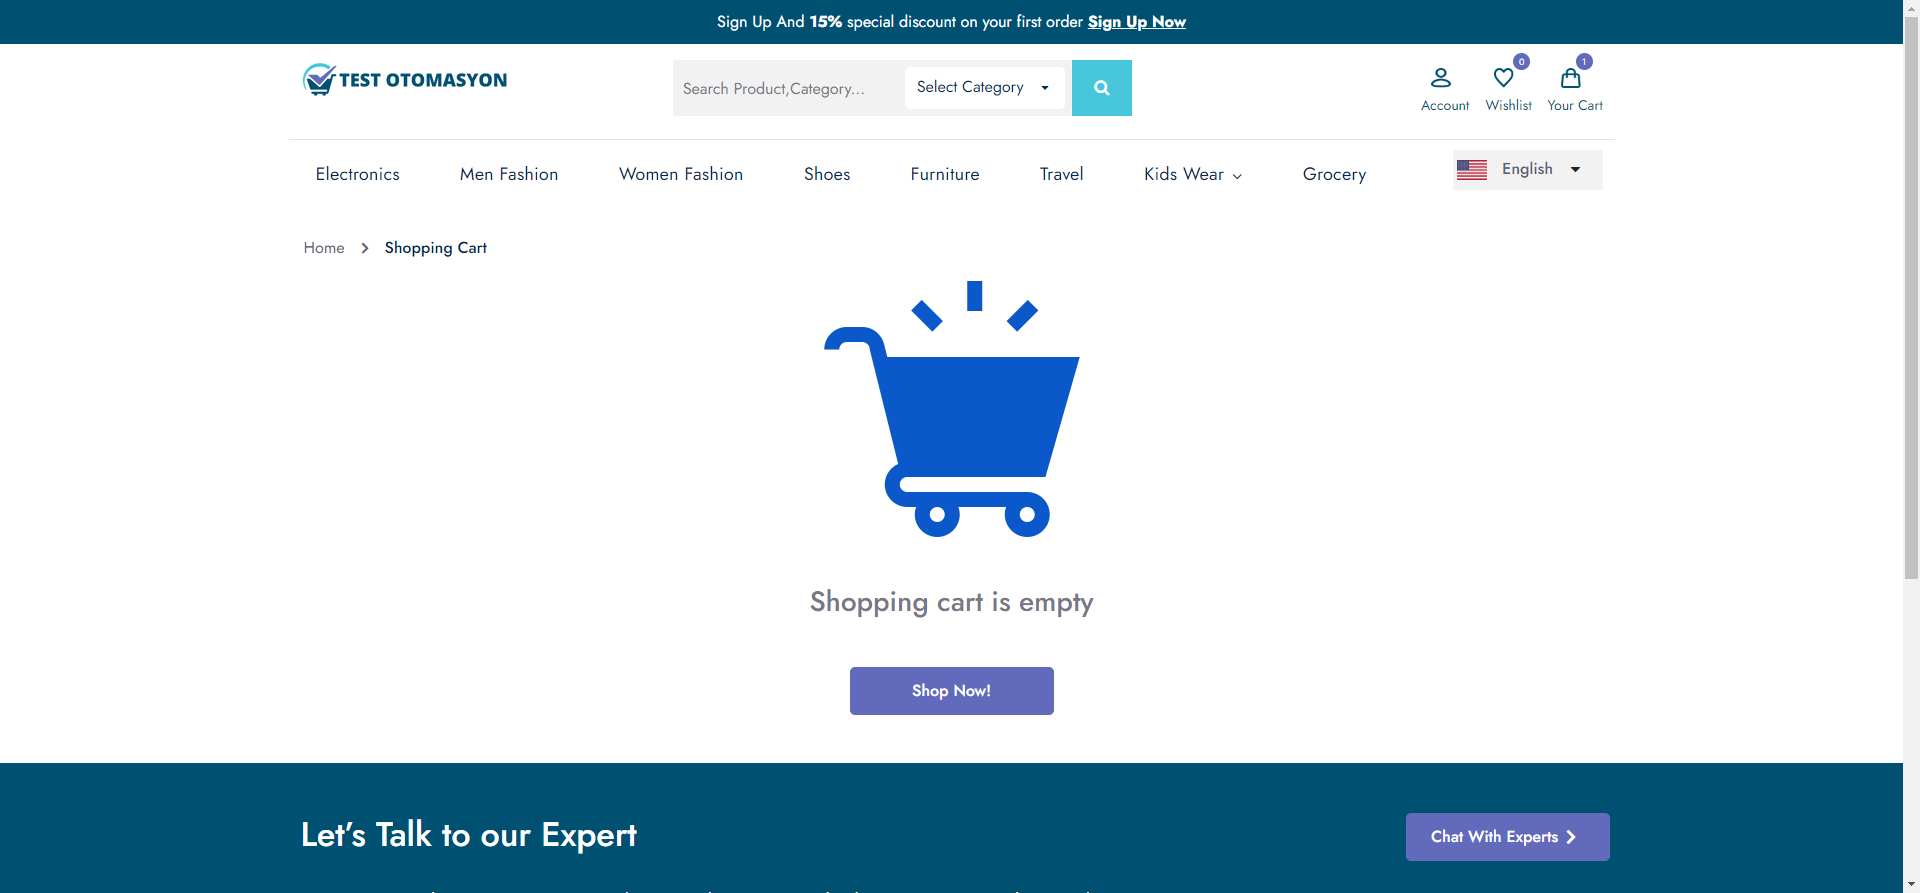 Sign Up And 15% special discount on your first order Sign Up Now
TEST OTOMASYON
Search Product,Category...
Select Category
0
1
Account
Wishlist
Your Cart
Electronics
Men Fashion
Women Fashion
Shoes
Furniture
Travel
Kids Wear
Grocery
English
Home
Shopping Cart
Shopping cart is empty
Shop Now!
Let's Talk to our Expert
Chat With Experts